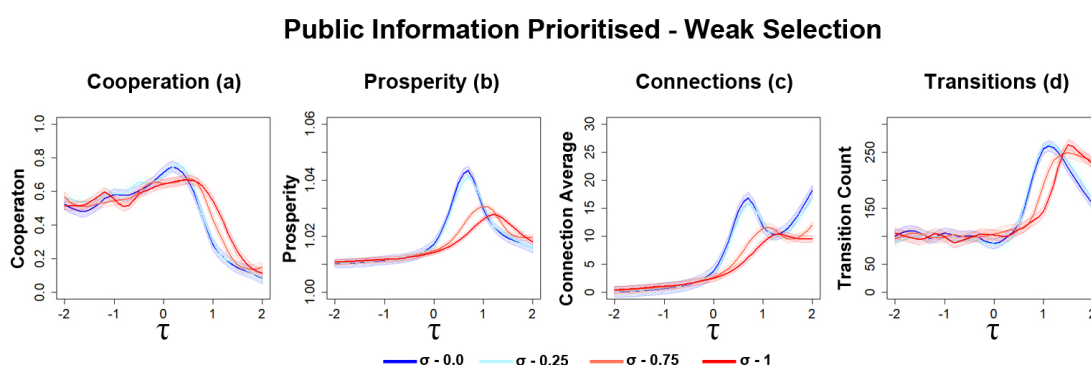 Public Information Prioritised - Weak Selection
Cooperation (a)
Prosperity (b)
Connections (c)
Transitions (d)
Cooperaton
0.0 0.2 0.4 0.6 0.8 1.0
-2 -1 0 1 2
τ
Prosperity
1.00 1.02 1.04 1.06
-2 -1 0 1 2
τ
Connection Average
0 5 10 15 20 25 30
-2 -1 0 1 2
τ
Transition Count
0 50 150 250
-2 -1 0 1 2
τ
σ - 0.0 σ - 0.25 σ - 0.75 σ - 1